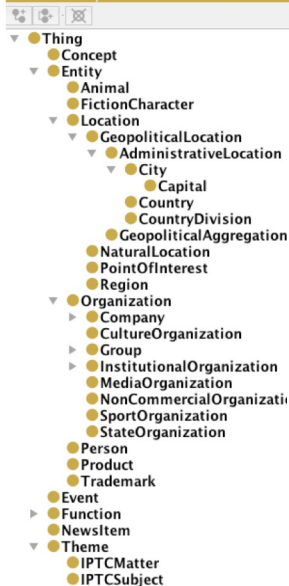 Thing
Concept
Entity
Animal
FictionCharacter
Location
GeopoliticalLocation
AdministrativeLocation
City
Capital
Country
CountryDivision
GeopoliticalAggregation
NaturalLocation
PointOfInterest
Region
Organization
Company
CultureOrganization
Group
InstitutionalOrganization
MediaOrganization
NonCommercialOrganizati
SportOrganization
StateOrganization
Person
Product
Trademark
Event
Function
NewsItem
Theme
IPTCMatter
IPTCSubject